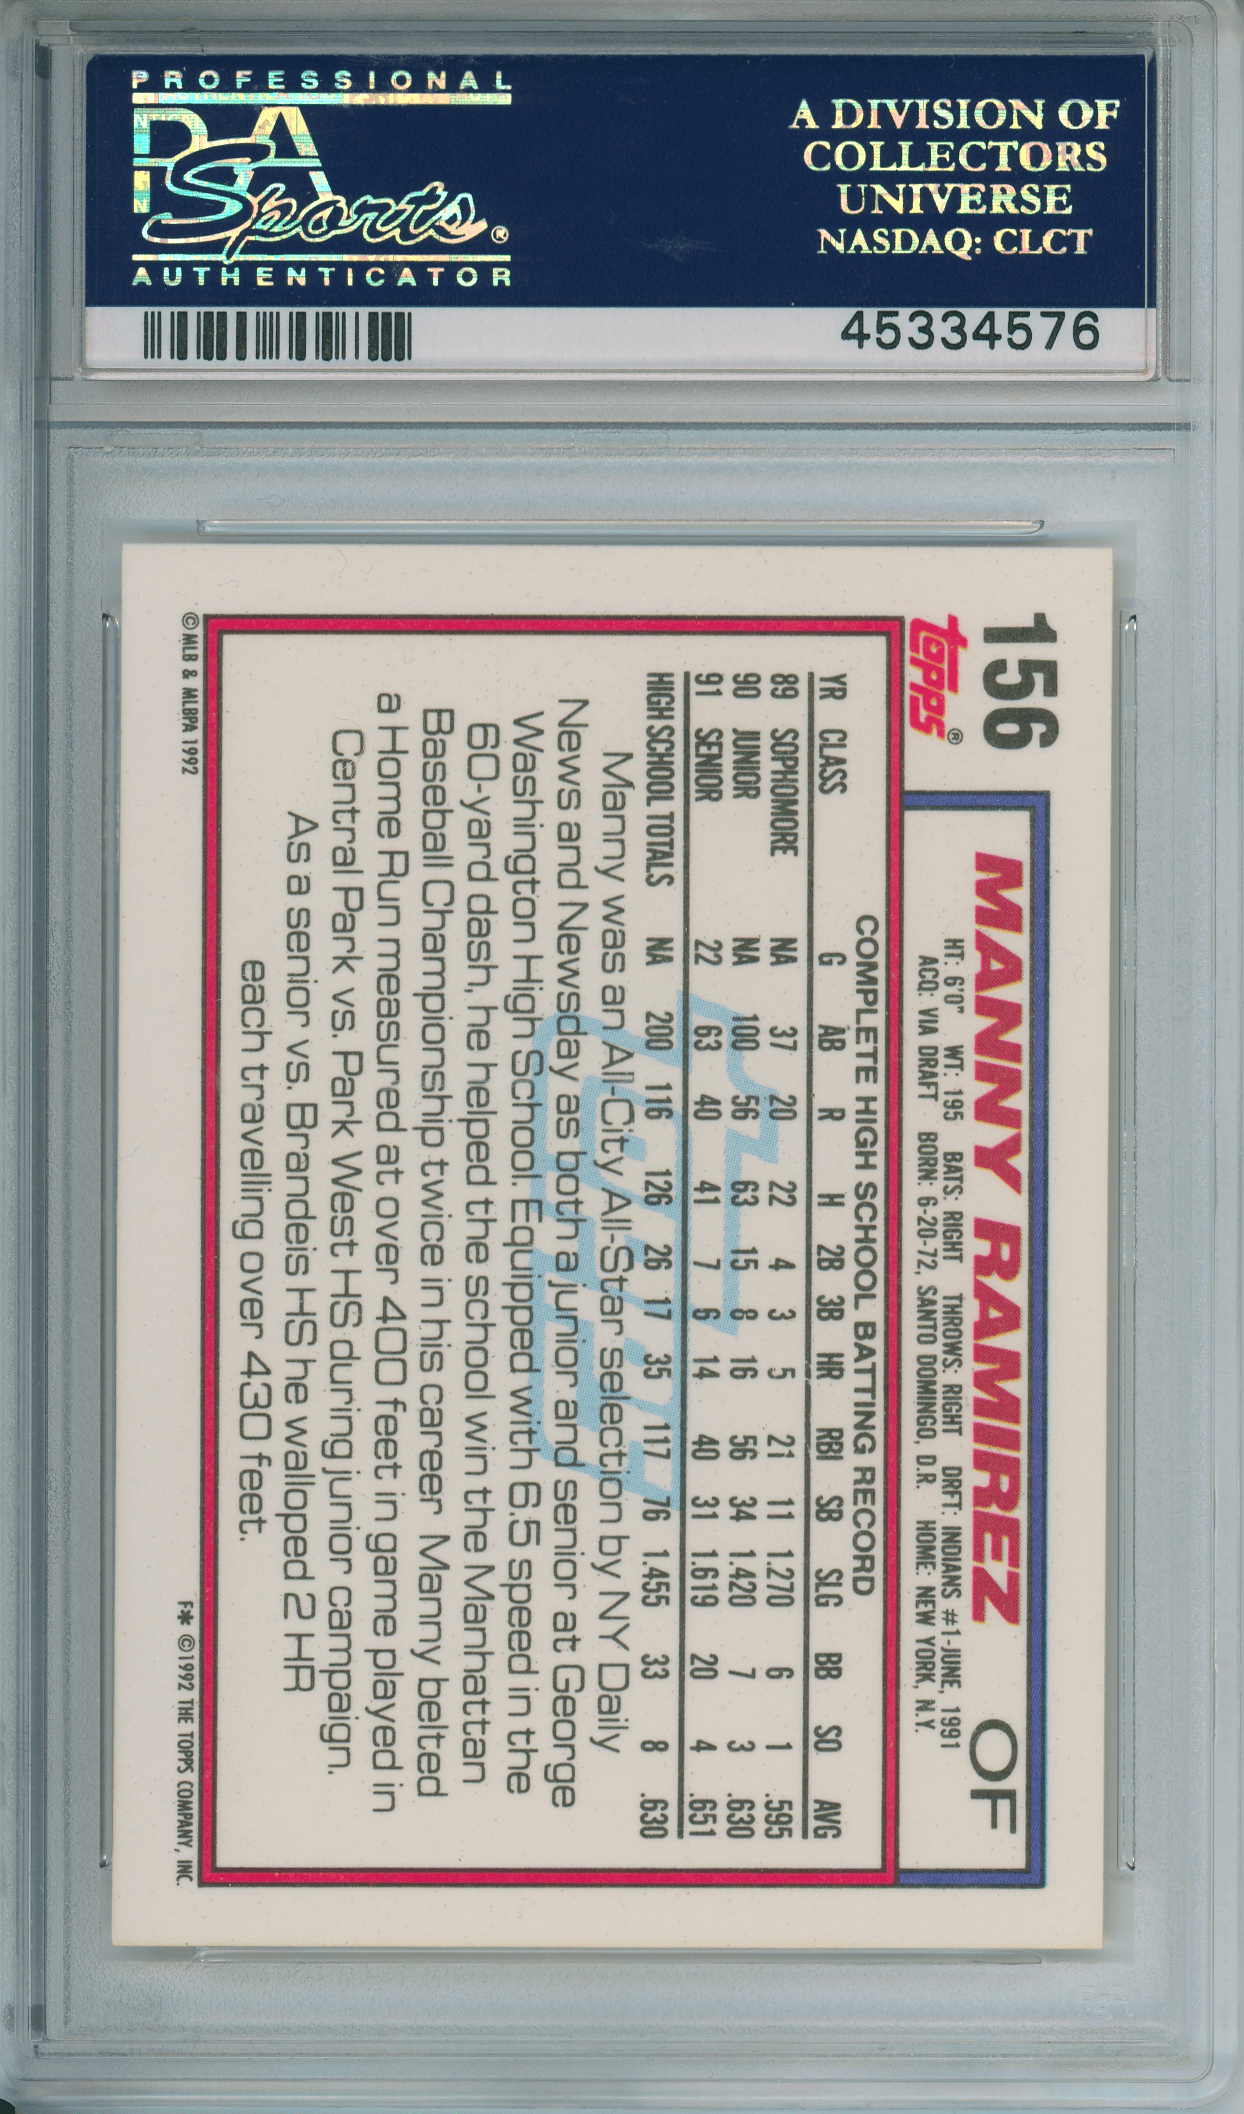 PROFESSIONAL
PSA
Sports®
AUTHENTICATOR
A DIVISION OF
COLLECTORS
UNIVERSE
NASDAQ: CLCT
45334576
156
Topps®
MANNY RAMIREZ OF
HT: 6'0" WT: 195 BATS: RIGHT THROWS: RIGHT DRFT: INDIANS #1-JUNE, 1991
ACQ: VIA DRAFT BORN: 6-20-72, SANTO DOMINGO, D.R. HOME: NEW YORK, N.Y.
COMPLETE HIGH SCHOOL BATTING RECORD
YR CLASS G AB R H 2B 3B HR RBI SB SLG BB SO AVG
89 SOPHOMORE NA 37 20 22 4 3 5 21 11 1.270 6 1 .595
90 JUNIOR NA 100 56 63 15 8 16 56 34 1.420 7 3 .630
91 SENIOR 22 63 40 41 7 6 14 40 31 1.619 20 4 .651
HIGH SCHOOL TOTALS NA 200 116 126 26 17 35 117 76 1.455 33 8 .630
Manny was an All-City All-Star selection by NY Daily
News and Newsday as both a junior and senior at George
Washington High School. Equipped with 6.5 speed in the
60-yard dash, he helped the school win the Manhattan
Baseball Championship twice in his career. Manny belted
a Home Run measured at over 400 feet in game played in
Central Park vs. Park West HS during junior campaign.
As a senior vs. Brandeis HS he walloped 2 HR
each travelling over 430 feet.
© MLB & MLBPA 1992
F* ©1992 THE TOPPS COMPANY, INC.